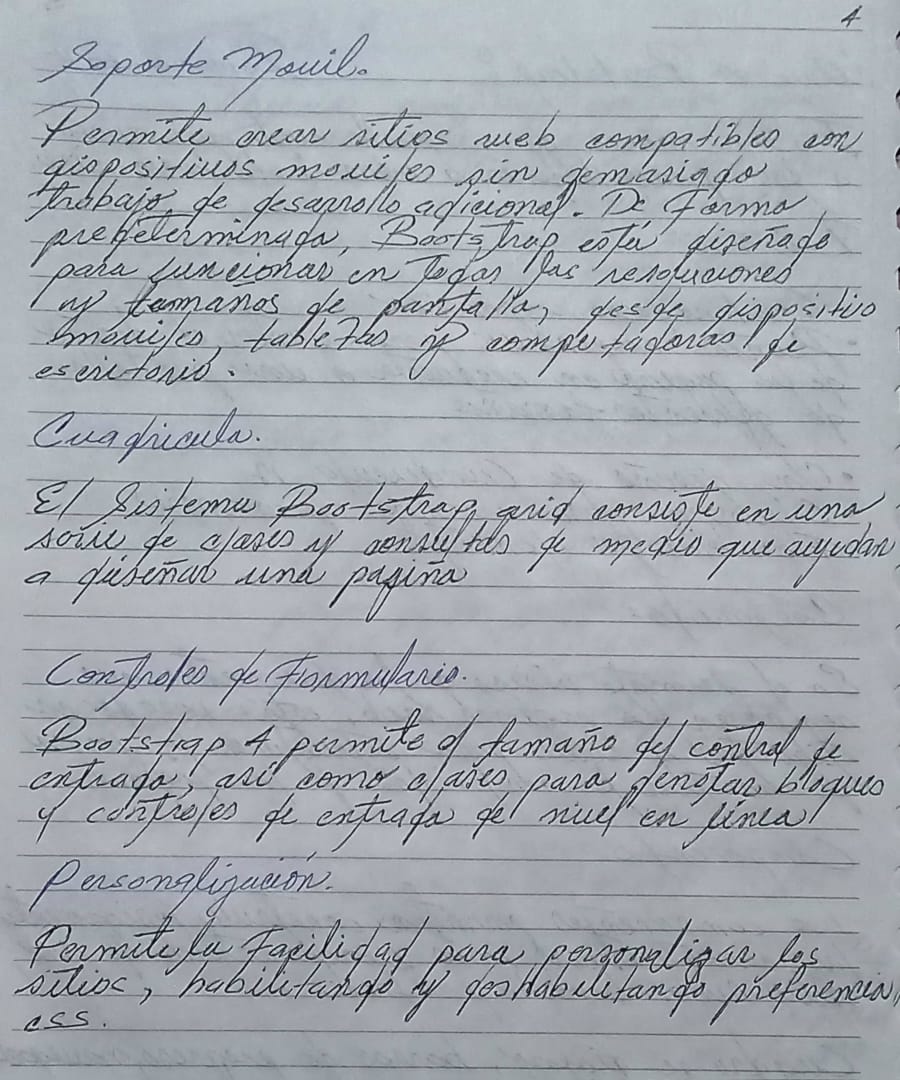 4
Soporte Movil.
Permite crear sitios web compatibles con
dispositivos moviles sin demasiado
trabajo de desarrollo adicional. De Forma
predeterminada, Bootstrap está diseñado
para funcionar en Todas las resoluciones
y tamaños de pantalla, desde dispositivo
moviles, tabletas y computadoras de
escritorio.
Cuadricula.
El Sistema Bootstrap grid consiste en una
serie de clases y consultas de medio que ayudan
a diseñar una pagina
Controles de Formulario.
Bootstrap 4 permite el tamaño del control de
entrada, así como clases para denotar bloques
y controles de entrada de nivel en línea
Personalización.
Permite la Facilidad para personalizar los
sitios, habilitando y deshabilitando preferencia,
css.